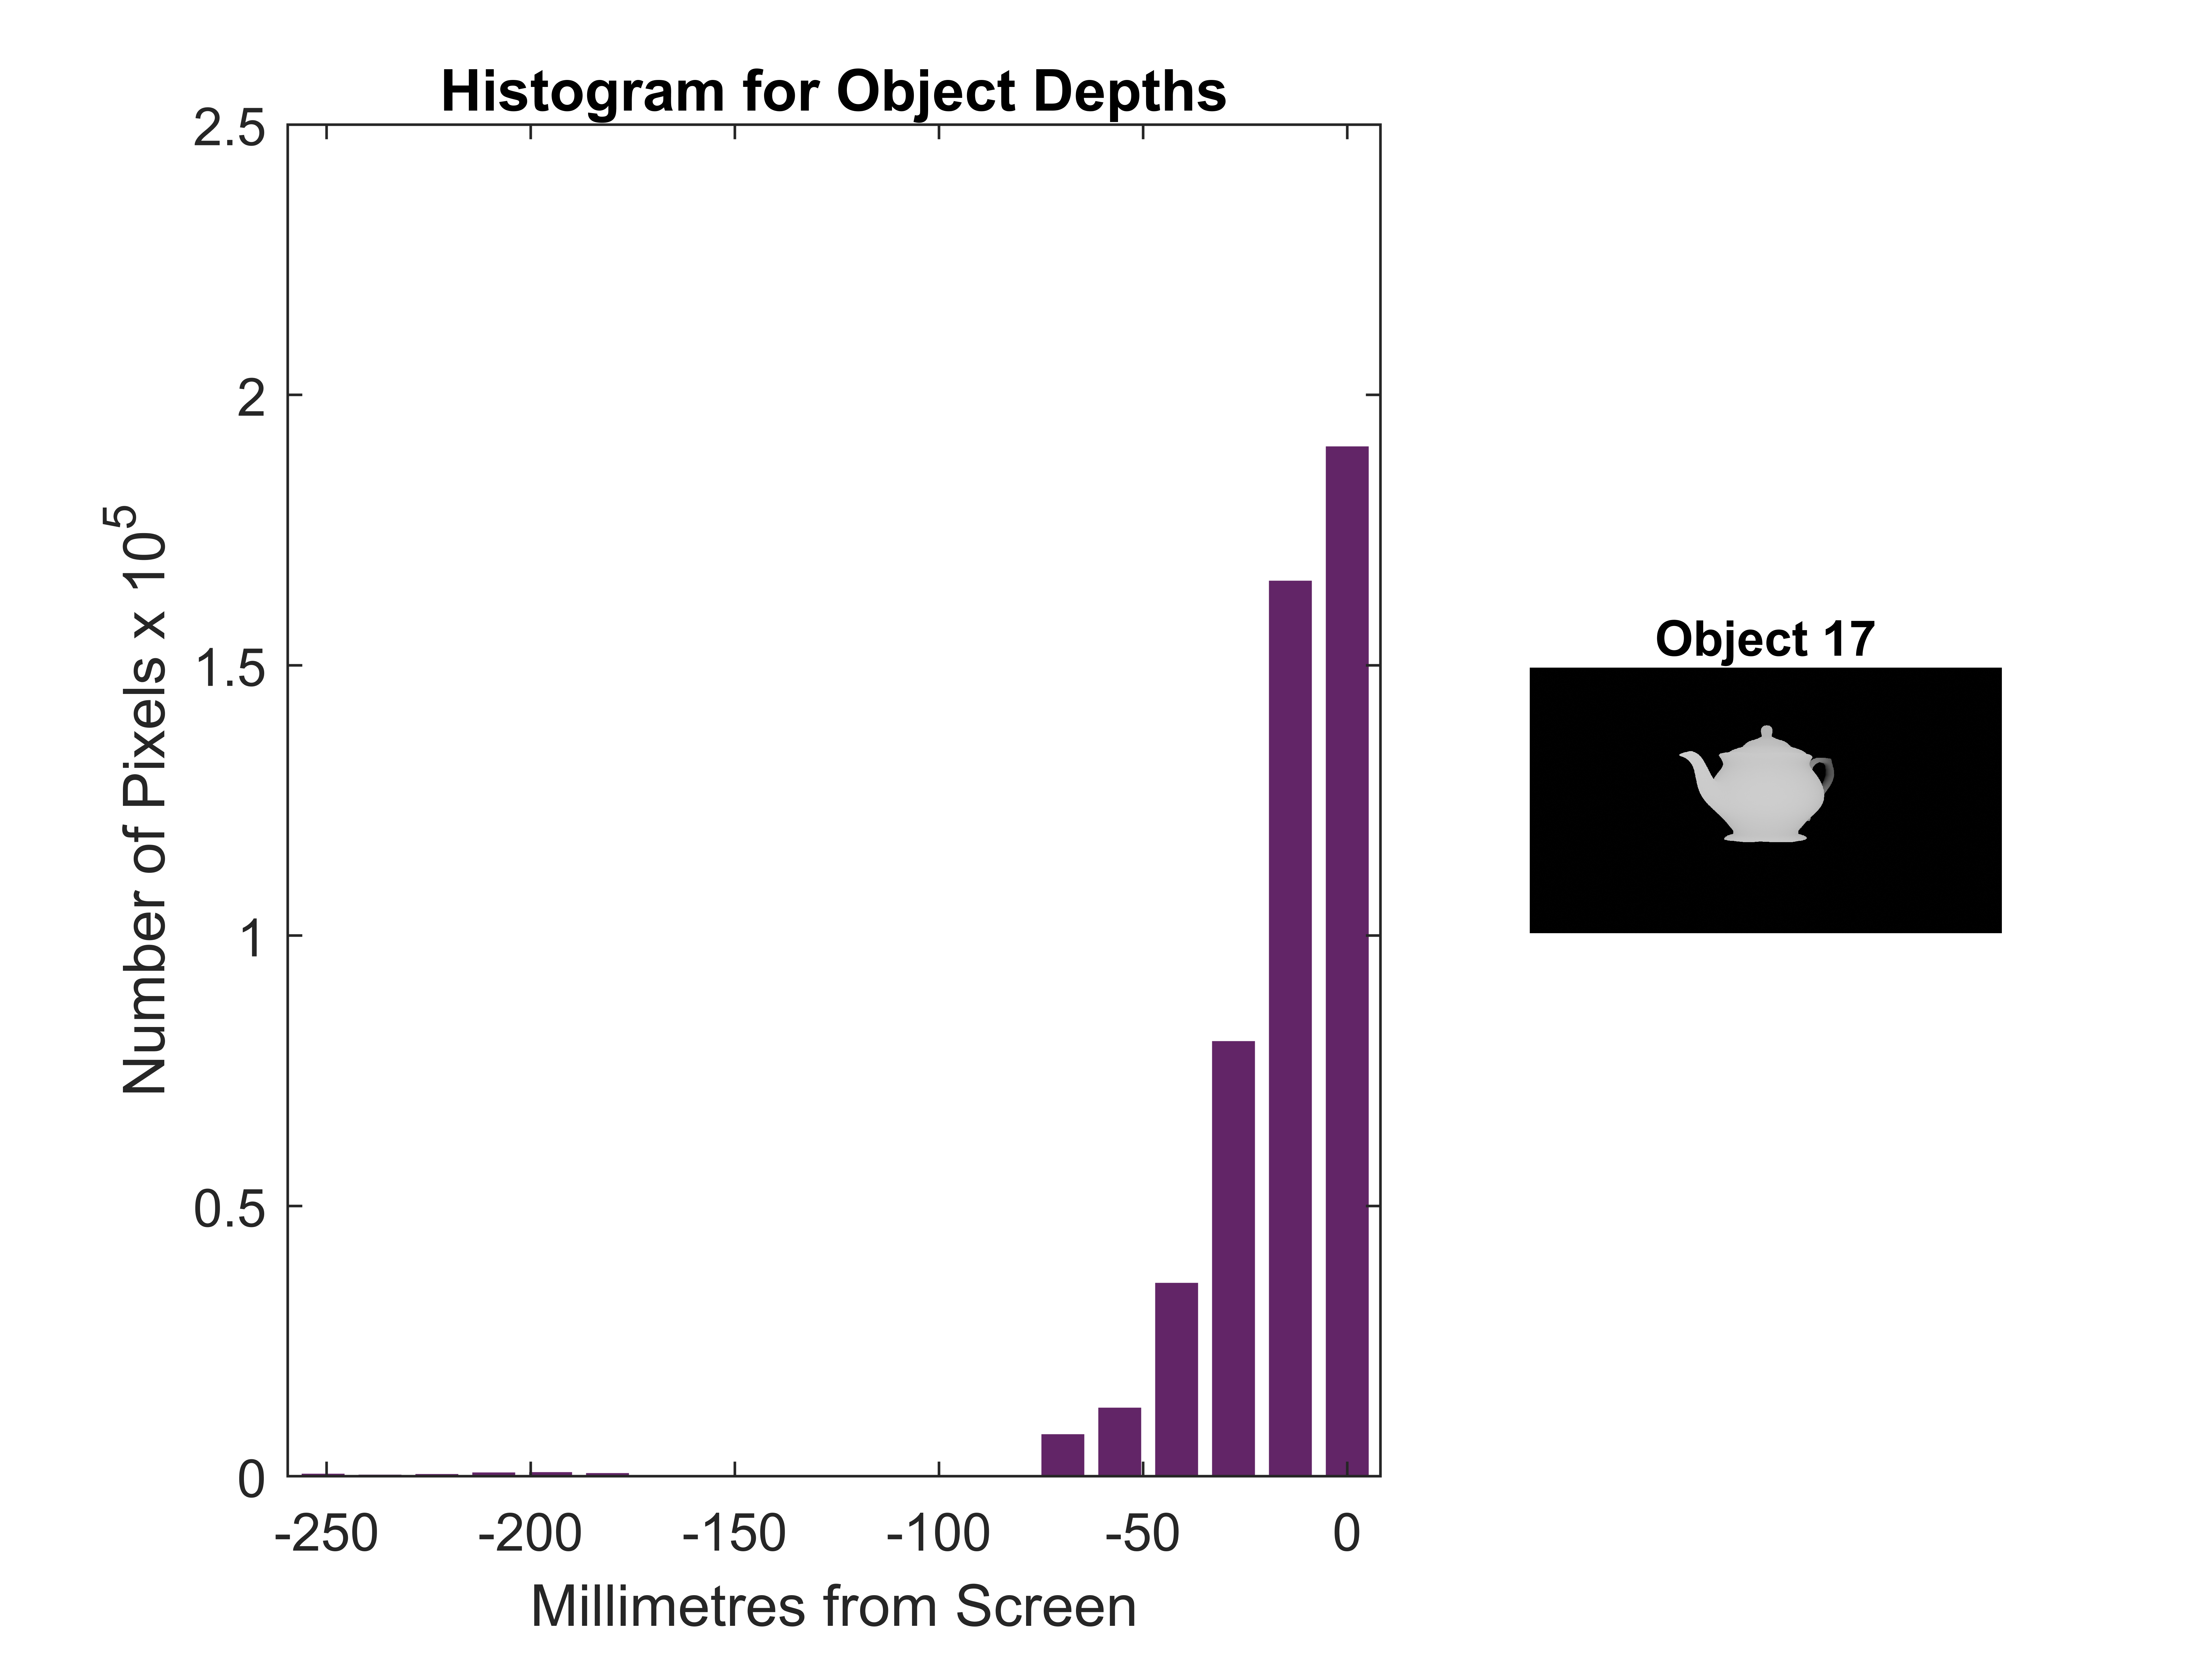 Histogram for Object Depths
2.5
2
1.5
1
0.5
0
Number of Pixels x 10^5
-250 -200 -150 -100 -50 0
Millimetres from Screen
Object 17